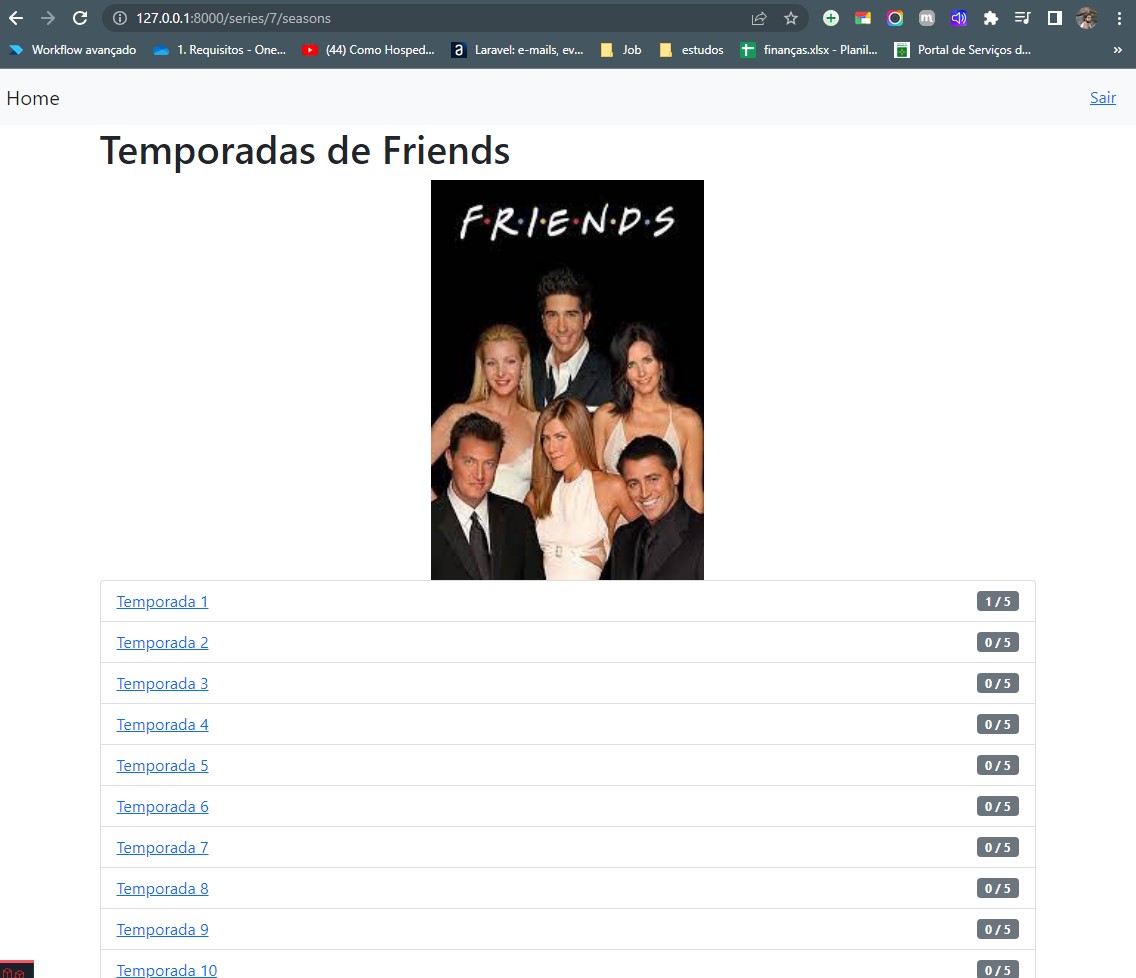 127.0.0.1:8000/series/7/seasons
Workflow avançado
1. Requisitos - One...
(44) Como Hosped...
a
Laravel: e-mails, ev...
Job
estudos
finanças.xlsx - Planil...
Portal de Serviços d...
»
Home
Sair
Temporadas de Friends
F·R·I·E·N·D·S
Temporada 1
1 / 5
Temporada 2
0 / 5
Temporada 3
0 / 5
Temporada 4
0 / 5
Temporada 5
0 / 5
Temporada 6
0 / 5
Temporada 7
0 / 5
Temporada 8
0 / 5
Temporada 9
0 / 5
Temporada 10
0 / 5